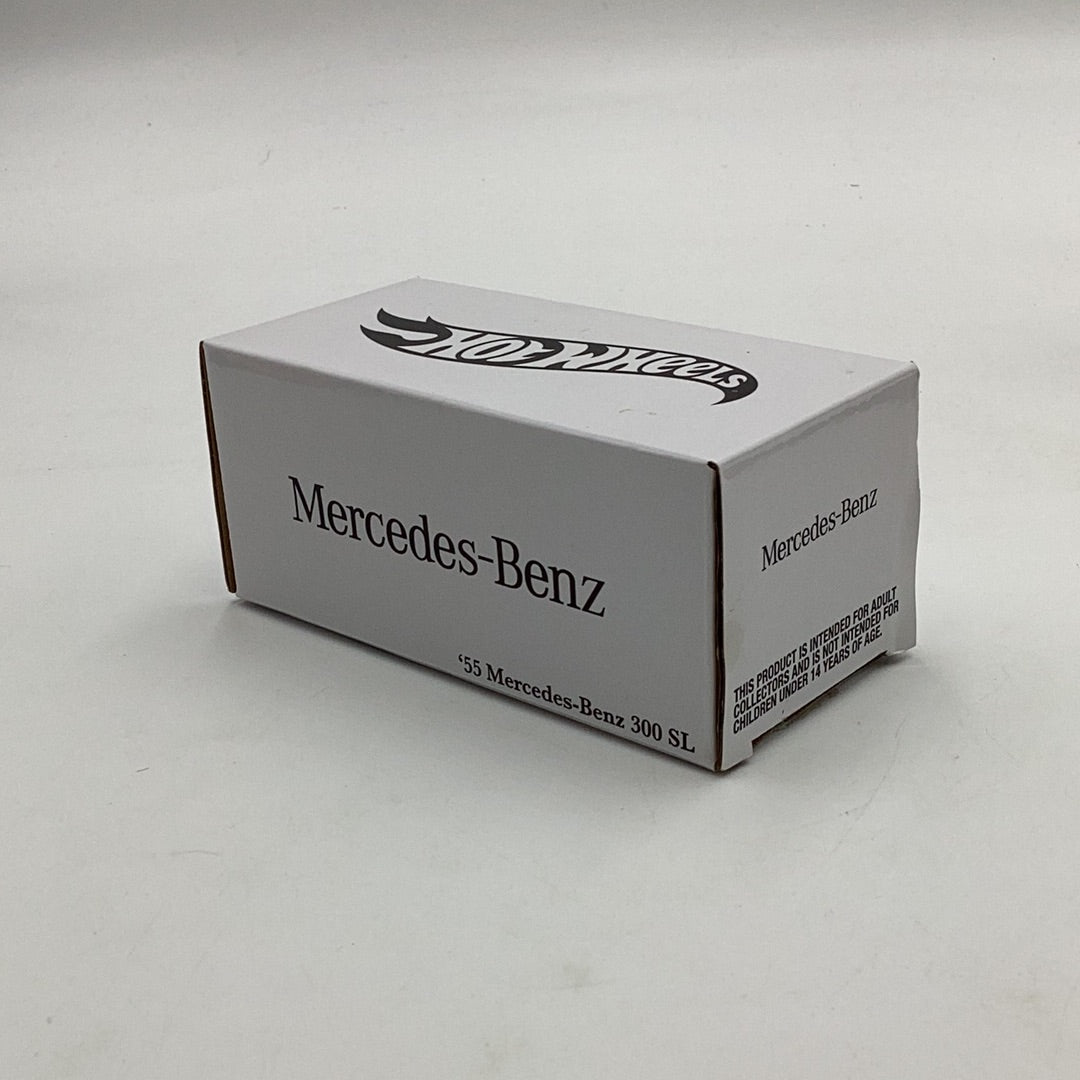 HOT WHEELS
Mercedes-Benz
'55 Mercedes-Benz 300 SL
Mercedes-Benz
THIS PRODUCT IS INTENDED FOR ADULT
COLLECTORS AND IS NOT INTENDED FOR
CHILDREN UNDER 14 YEARS OF AGE.